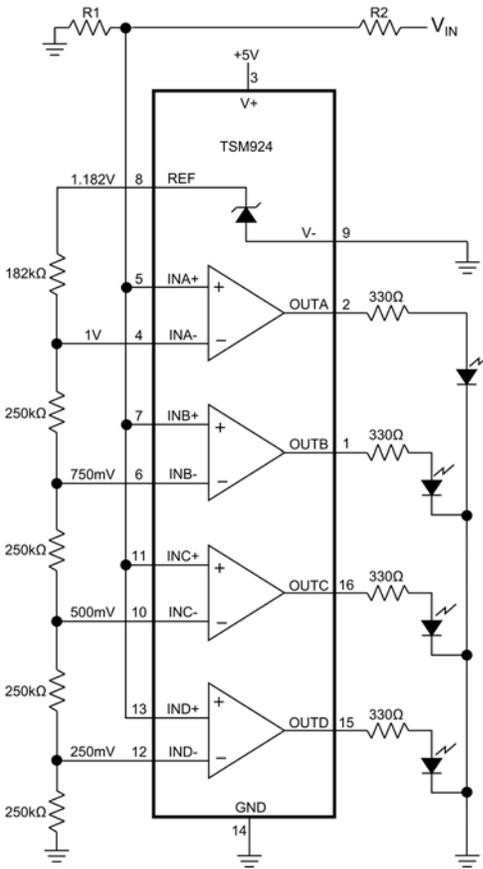 R1
R2
VIN
+5V
3
V+
TSM924
1.182V 8 REF
V- 9
182kΩ
5 INA+
+
OUTA 2 330Ω
1V 4 INA-
−
250kΩ
7 INB+
+
OUTB 1 330Ω
750mV 6 INB-
−
250kΩ
11 INC+
+
OUTC 16 330Ω
500mV 10 INC-
−
250kΩ
13 IND+
+
OUTD 15 330Ω
250mV 12 IND-
−
250kΩ
GND
14